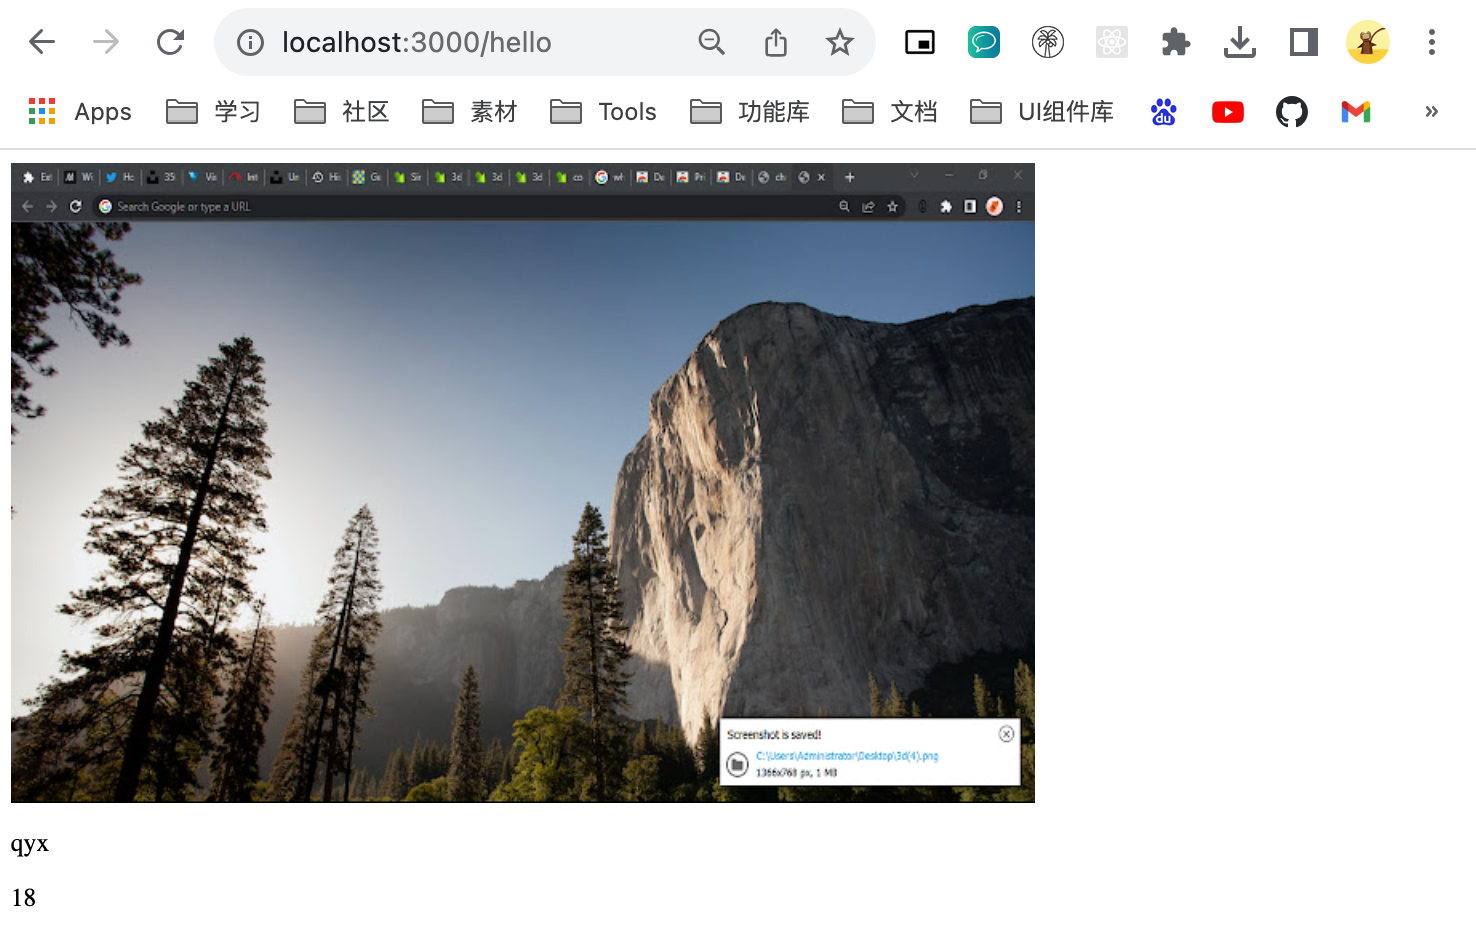 localhost:3000/hello
Apps 学习 社区 素材 Tools 功能库 文档 UI组件库 du »
Search Google or type a URL
Screenshot is saved!
C:\Users\Administrator\Desktop\3d(4).png
1366x768 px, 1 MB
qyx
18